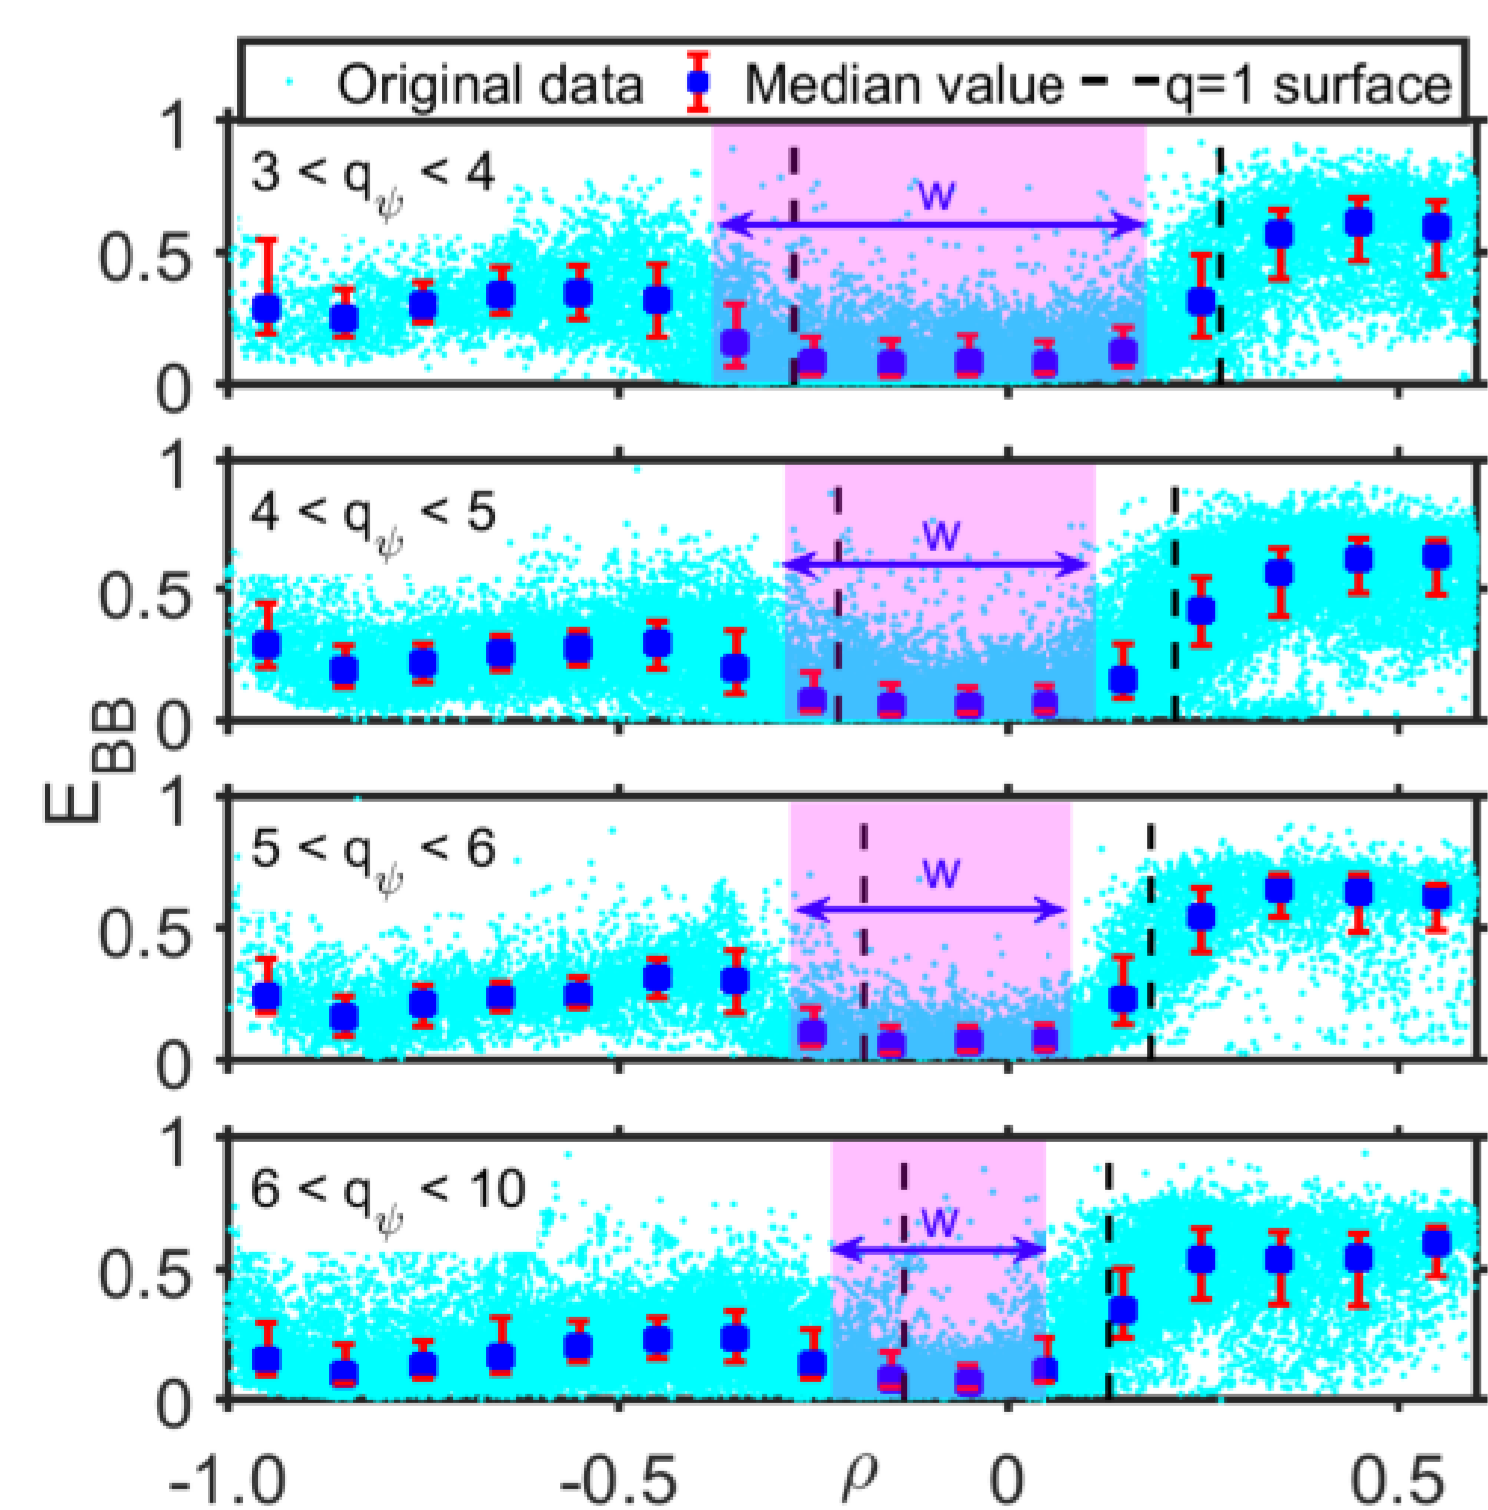 Original data Median value q=1 surface
1
3 < qψ < 4
w
0.5
0
1
4 < qψ < 5
w
0.5
0
EBB
1
5 < qψ < 6
w
0.5
0
1
6 < qψ < 10
w
0.5
0
-1.0 -0.5 ρ 0 0.5